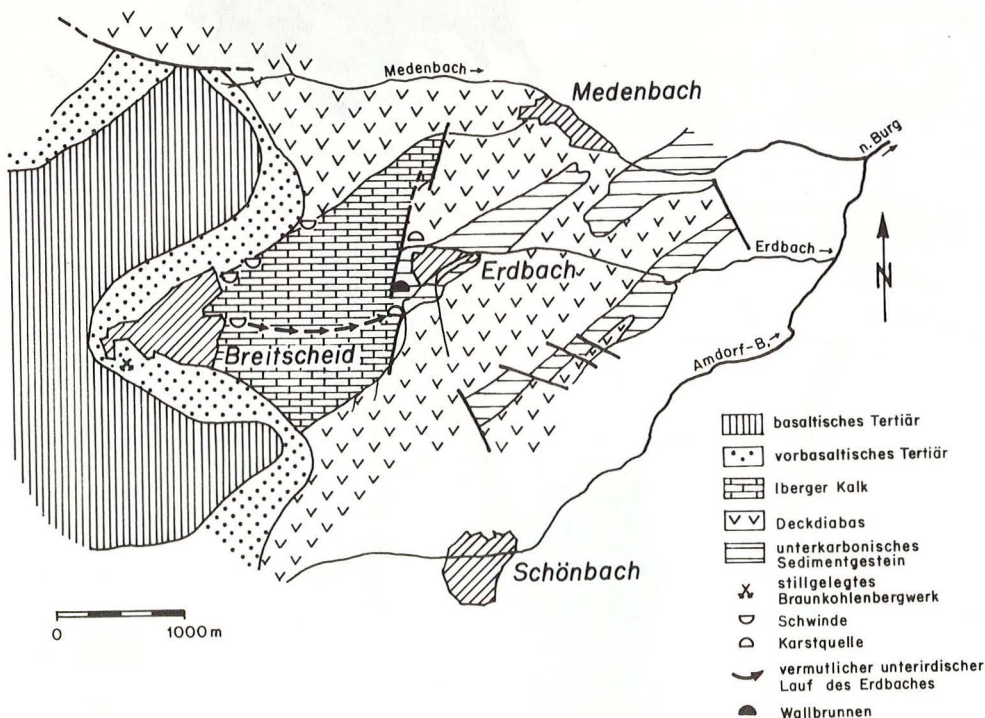 Medenbach →
Medenbach
n. Burg
Erdbach →
Erdbach
N
Breitscheid
Amdorf-B. →
Schönbach
0 1000 m
basaltisches Tertiär
vorbasaltisches Tertiär
Iberger Kalk
Deckdiabas
unterkarbonisches
Sedimentgestein
stillgelegtes
Braunkohlenbergwerk
Schwinde
Karstquelle
vermutlicher unterirdischer
Lauf des Erdbaches
Wallbrunnen